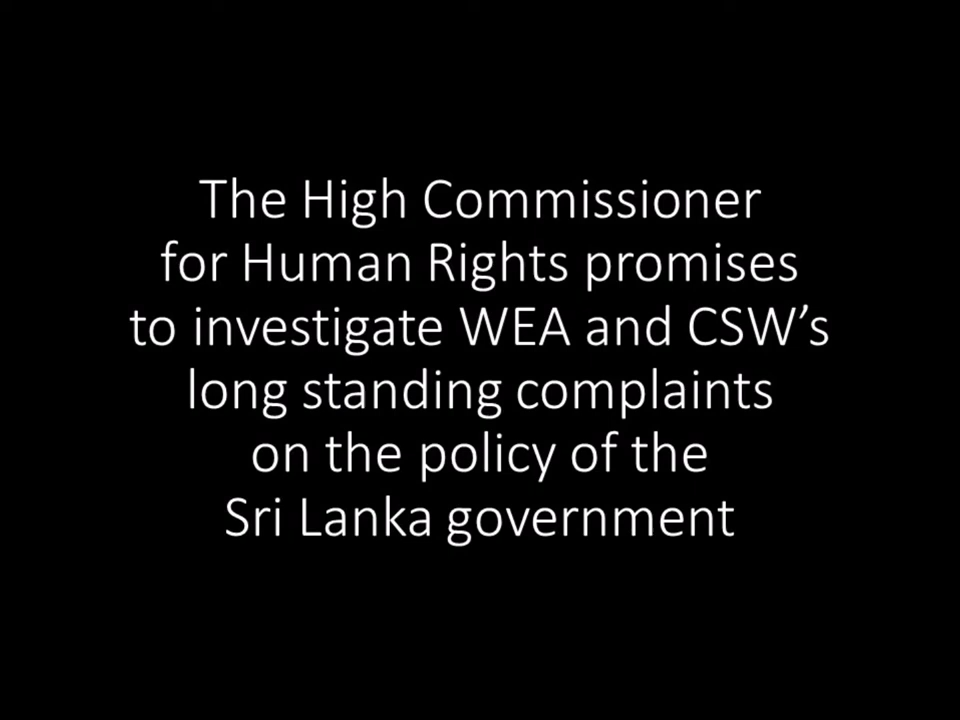 The High Commissioner
for Human Rights promises
to investigate WEA and CSW’s
long standing complaints
on the policy of the
Sri Lanka government